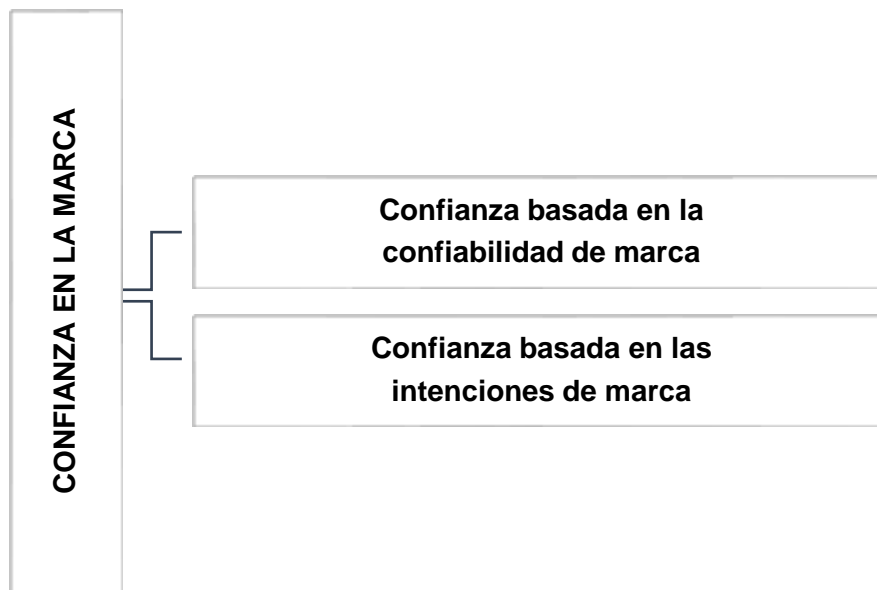 CONFIANZA EN LA MARCA
Confianza basada en la
confiabilidad de marca
Confianza basada en las
intenciones de marca